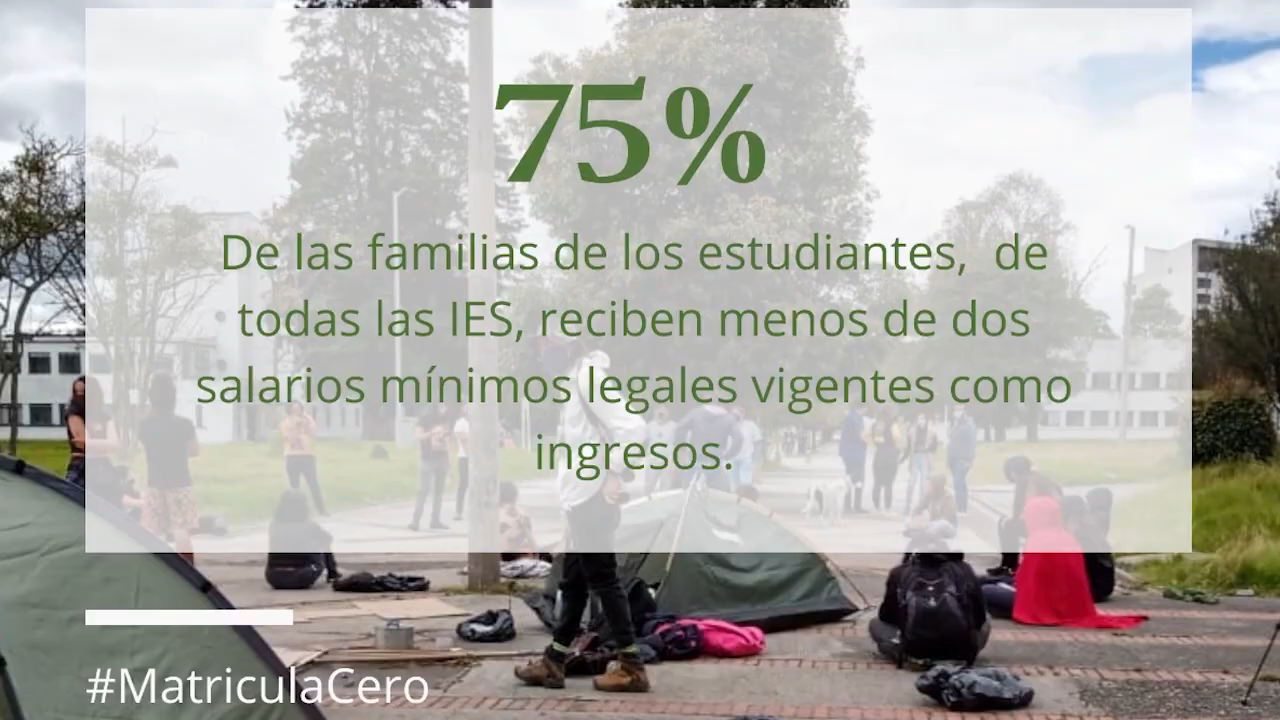 75%
De las familias de los estudiantes,  de
todas las IES, reciben menos de dos
salarios mínimos legales vigentes como
ingresos.
#MatriculaCero